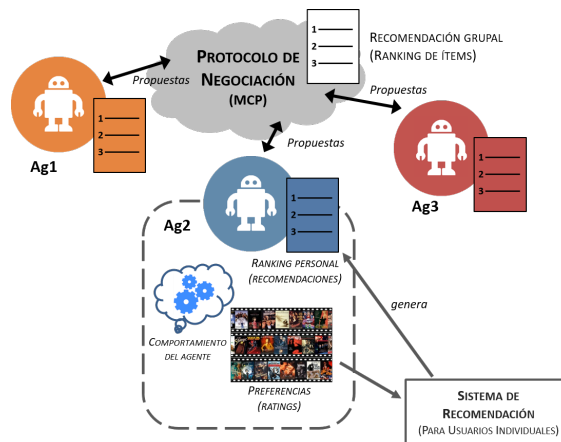 PROTOCOLO DE
NEGOCIACIÓN
(MCP)
1
2
3
RECOMENDACIÓN GRUPAL
(RANKING DE ÍTEMS)
Propuestas
Propuestas
Propuestas
1
2
3
Ag1
1
2
3
Ag3
1
2
3
Ag2
RANKING PERSONAL
(RECOMENDACIONES)
COMPORTAMIENTO
DEL AGENTE
PREFERENCIAS
(RATINGS)
genera
SISTEMA DE
RECOMENDACIÓN
(PARA USUARIOS INDIVIDUALES)